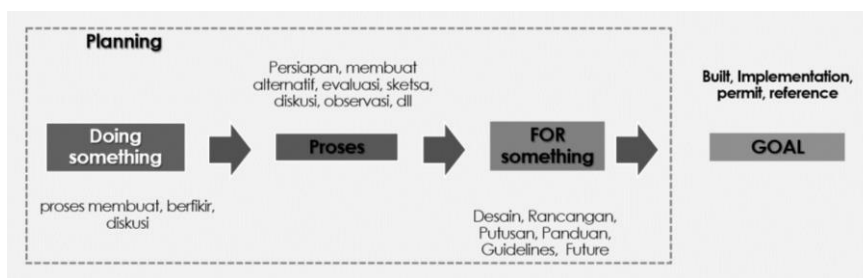 Planning
Persiapan, membuat
alternatif, evaluasi, sketsa,
diskusi, observasi, dll
Built, Implementation,
permit, reference
Doing
something
Proses
FOR
something
GOAL
proses membuat, berfikir,
diskusi
Desain, Rancangan,
Putusan, Panduan,
Guidelines, Future